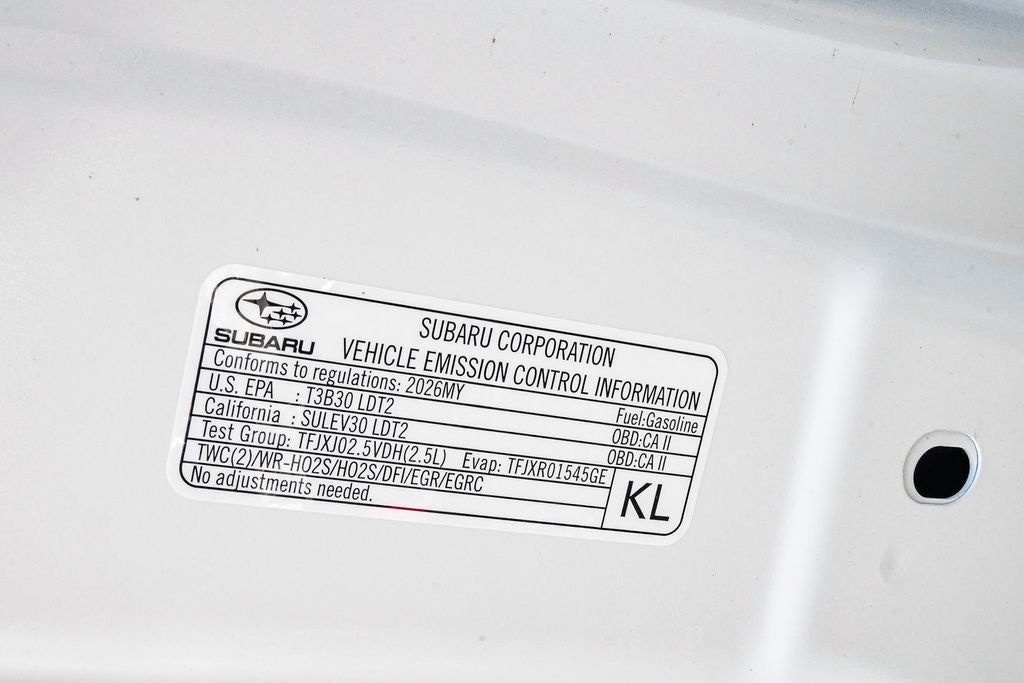 SUBARU
SUBARU CORPORATION
VEHICLE EMISSION CONTROL INFORMATION
Conforms to regulations: 2026MY Fuel:Gasoline
U.S. EPA : T3B30 LDT2 OBD:CA II
California : SULEV30 LDT2 OBD:CA II
Test Group: TFJXJ02.5VDH(2.5L) Evap: TFJXR01545GE
TWC(2)/WR-HO2S/HO2S/DFI/EGR/EGRC
No adjustments needed.
KL